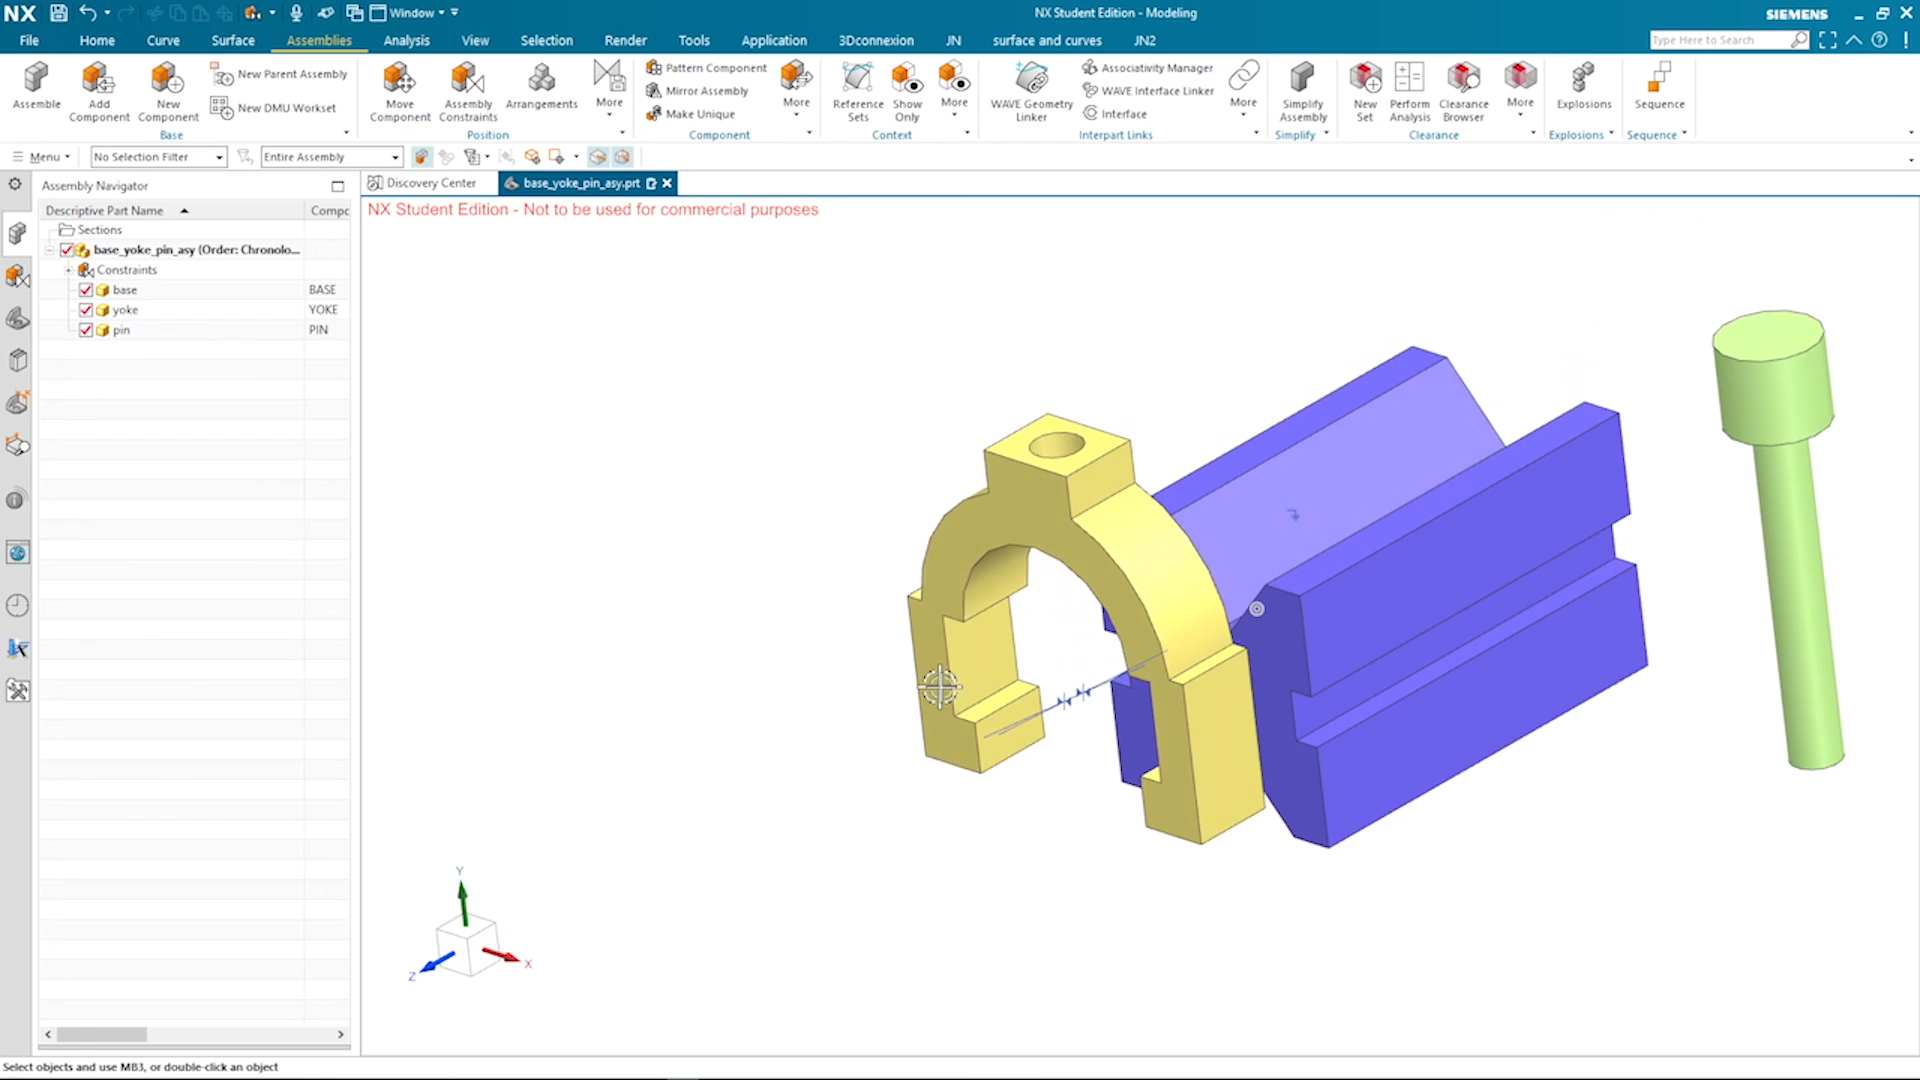 NX
Window
NX Student Edition - Modeling
SIEMENS
File Home Curve Surface Assemblies Analysis View Selection Render Tools Application 3Dconnexion JN surface and curves JN2
Type Here to Search
Assemble
Add Component
New Component
New Parent Assembly
New DMU Workset
Base
Move Component
Assembly Constraints
Arrangements
More
Position
Pattern Component
Mirror Assembly
Make Unique
More
Component
Reference Sets
Show Only
More
Context
WAVE Geometry Linker
Associativity Manager
WAVE Interface Linker
Interface
More
Interpart Links
Simplify Assembly
Simplify
New Set
Perform Analysis
Clearance Browser
More
Clearance
Explosions
Explosions
Sequence
Sequence
Menu
No Selection Filter
Entire Assembly
Assembly Navigator
Discovery Center
base_yoke_pin_asy.prt
Descriptive Part Name Compc
NX Student Edition - Not to be used for commercial purposes
Sections
base_yoke_pin_asy (Order: Chronolo...
Constraints
base BASE
yoke YOKE
pin PIN
Y
Z
X
Select objects and use MB3, or double-click an object